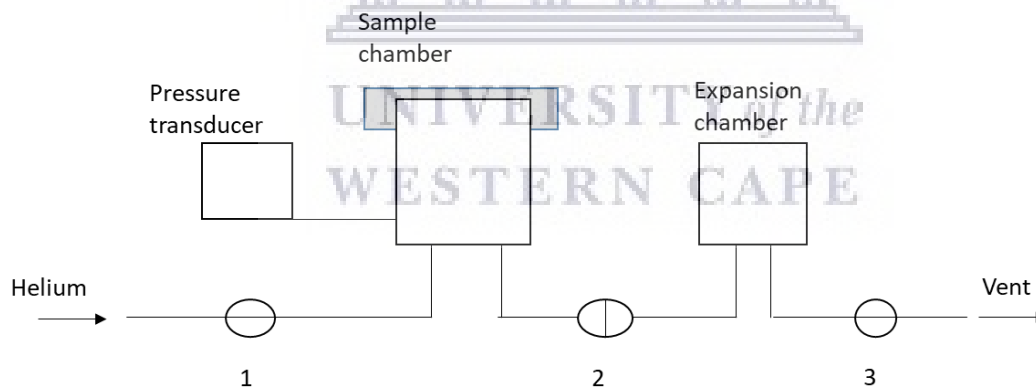 Sample
chamber
UNIVERSITY of the
WESTERN CAPE
Pressure
transducer
Expansion
chamber
Helium
Vent
1
2
3